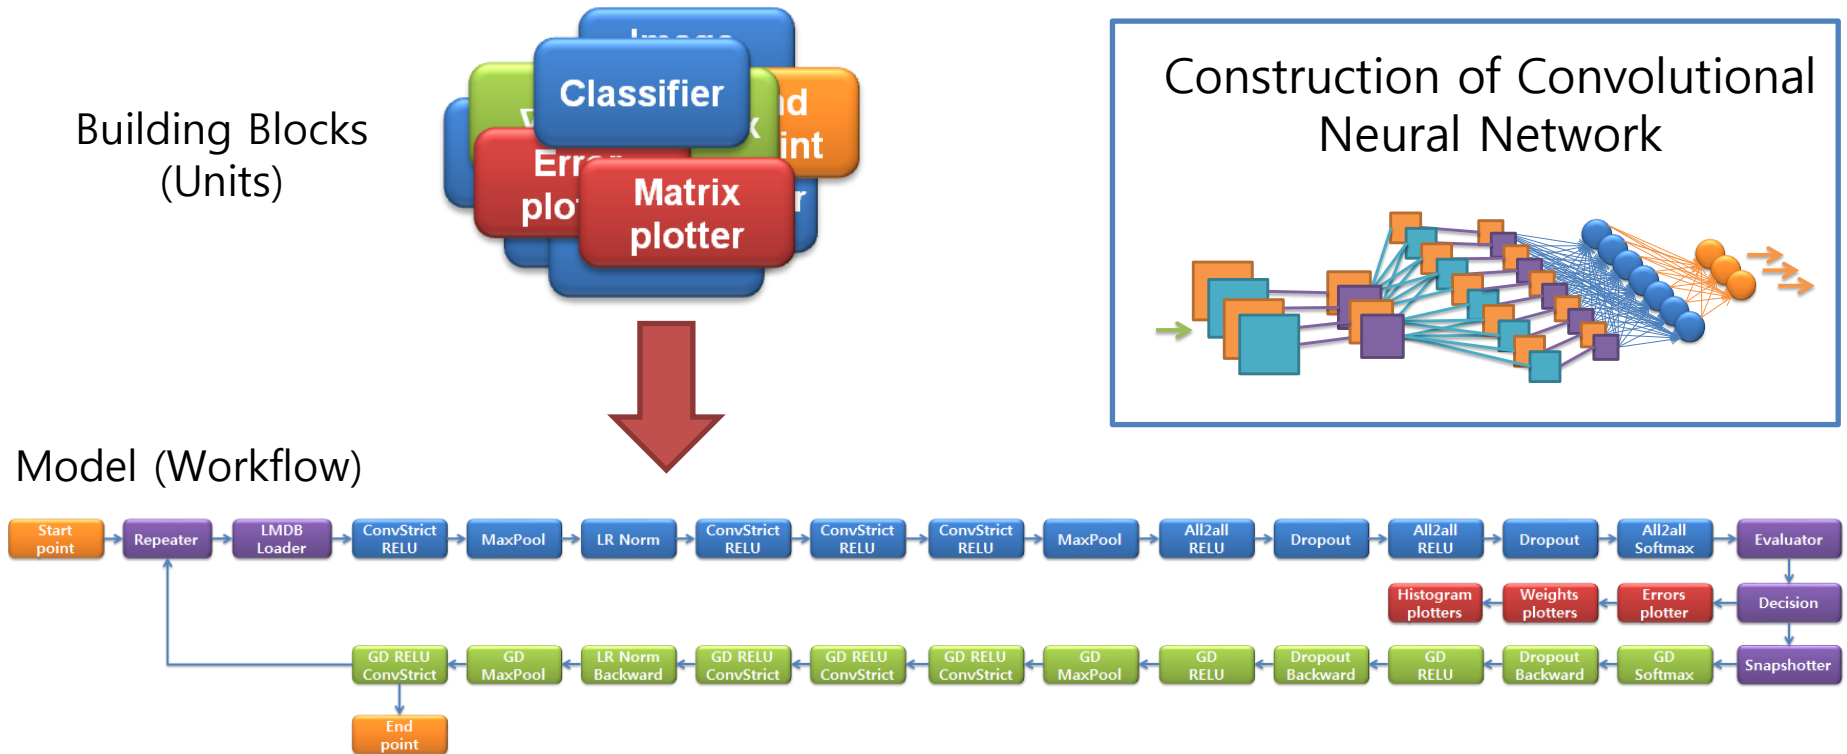 Image
Classifier
Error
Matrix
plotter
Building Blocks
(Units)
Construction of Convolutional
Neural Network
Model (Workflow)
Start
point
Repeater
LMDB
Loader
ConvStrict
RELU
MaxPool
LR Norm
ConvStrict
RELU
ConvStrict
RELU
ConvStrict
RELU
MaxPool
All2all
RELU
Dropout
All2all
RELU
Dropout
All2all
Softmax
Evaluator
Histogram
plotters
Weights
plotters
Errors
plotter
Decision
GD RELU
ConvStrict
GD
MaxPool
LR Norm
Backward
GD RELU
ConvStrict
GD RELU
ConvStrict
GD RELU
ConvStrict
GD
MaxPool
GD
RELU
Dropout
Backward
GD
RELU
Dropout
Backward
GD
Softmax
Snapshotter
End
point